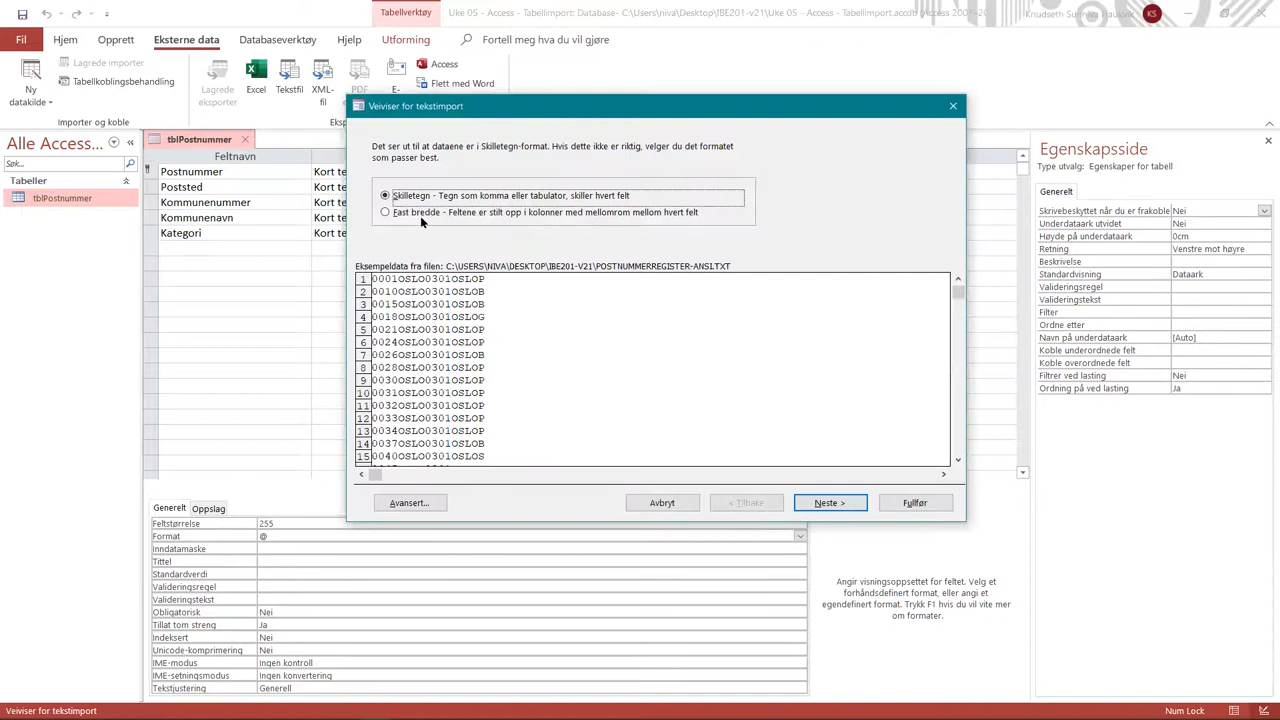 Tabellverktøy
Uke 05 - Access - Tabellimport: Database- C:\Users\niva\Desktop\IBE201-v21\Uke 05 - Access - Tabellimport.accdb (Access 2007–20
Knudseth Sunniva Hauskvik
KS
Fil
Hjem
Opprett
Eksterne data
Databaseverktøy
Hjelp
Utforming
Fortell meg hva du vil gjøre
Ny
datakilde
Lagrede importer
Tabellkoblingsbehandling
Importer og koble
Lagrede
eksporter
Excel
Tekstfil
XML-
fil
PDF
E-
Access
Flett med Word
Alle Access...
Søk...
Tabeller
tblPostnummer
tblPostnummer
Feltnavn
Postnummer
Kort te
Poststed
Kort te
Kommunenummer
Kort te
Kommunenavn
Kort te
Kategori
Kort te
Veiviser for tekstimport
Det ser ut til at dataene er i Skilletegn-format. Hvis dette ikke er riktig, velger du det formatet
som passer best.
Skilletegn - Tegn som komma eller tabulator, skiller hvert felt
Fast bredde - Feltene er stilt opp i kolonner med mellomrom mellom hvert felt
Eksempeldata fra filen: C:\USERS\NIVA\DESKTOP\IBE201-V21\POSTNUMMERREGISTER-ANSI.TXT
1 0001OSLO0301OSLOP
2 0010OSLO0301OSLOB
3 0015OSLO0301OSLOB
4 0018OSLO0301OSLOG
5 0021OSLO0301OSLOP
6 0024OSLO0301OSLOP
7 0026OSLO0301OSLOB
8 0028OSLO0301OSLOP
9 0030OSLO0301OSLOP
10 0031OSLO0301OSLOP
11 0032OSLO0301OSLOP
12 0033OSLO0301OSLOP
13 0034OSLO0301OSLOP
14 0037OSLO0301OSLOB
15 0040OSLO0301OSLOS
Avansert...
Avbryt
< Tilbake
Neste >
Fullfør
Egenskapsside
Type utvalg: Egenskaper for tabell
Generelt
Skrivebeskyttet når du er frakoble Nei
Underdataark utvidet Nei
Høyde på underdataark 0cm
Retning Venstre mot høyre
Beskrivelse
Standardvisning Dataark
Valideringsregel
Valideringstekst
Filter
Ordne etter
Navn på underdataark [Auto]
Koble underordnede felt
Koble overordnede felt
Filtrer ved lasting Nei
Ordning på ved lasting Ja
Generelt
Oppslag
Feltstørrelse 255
Format @
Inndatamaske
Tittel
Standardverdi
Valideringsregel
Valideringstekst
Obligatorisk Nei
Tillat tom streng Ja
Indeksert Nei
Unicode-komprimering Nei
IME-modus Ingen kontroll
IME-setningsmodus Ingen konvertering
Tekstjustering Generell
Angir visningsoppsettet for feltet. Velg et
forhåndsdefinert format, eller angi et
egendefinert format. Trykk F1 hvis du vil vite mer
om formater.
Veiviser for tekstimport
Num Lock